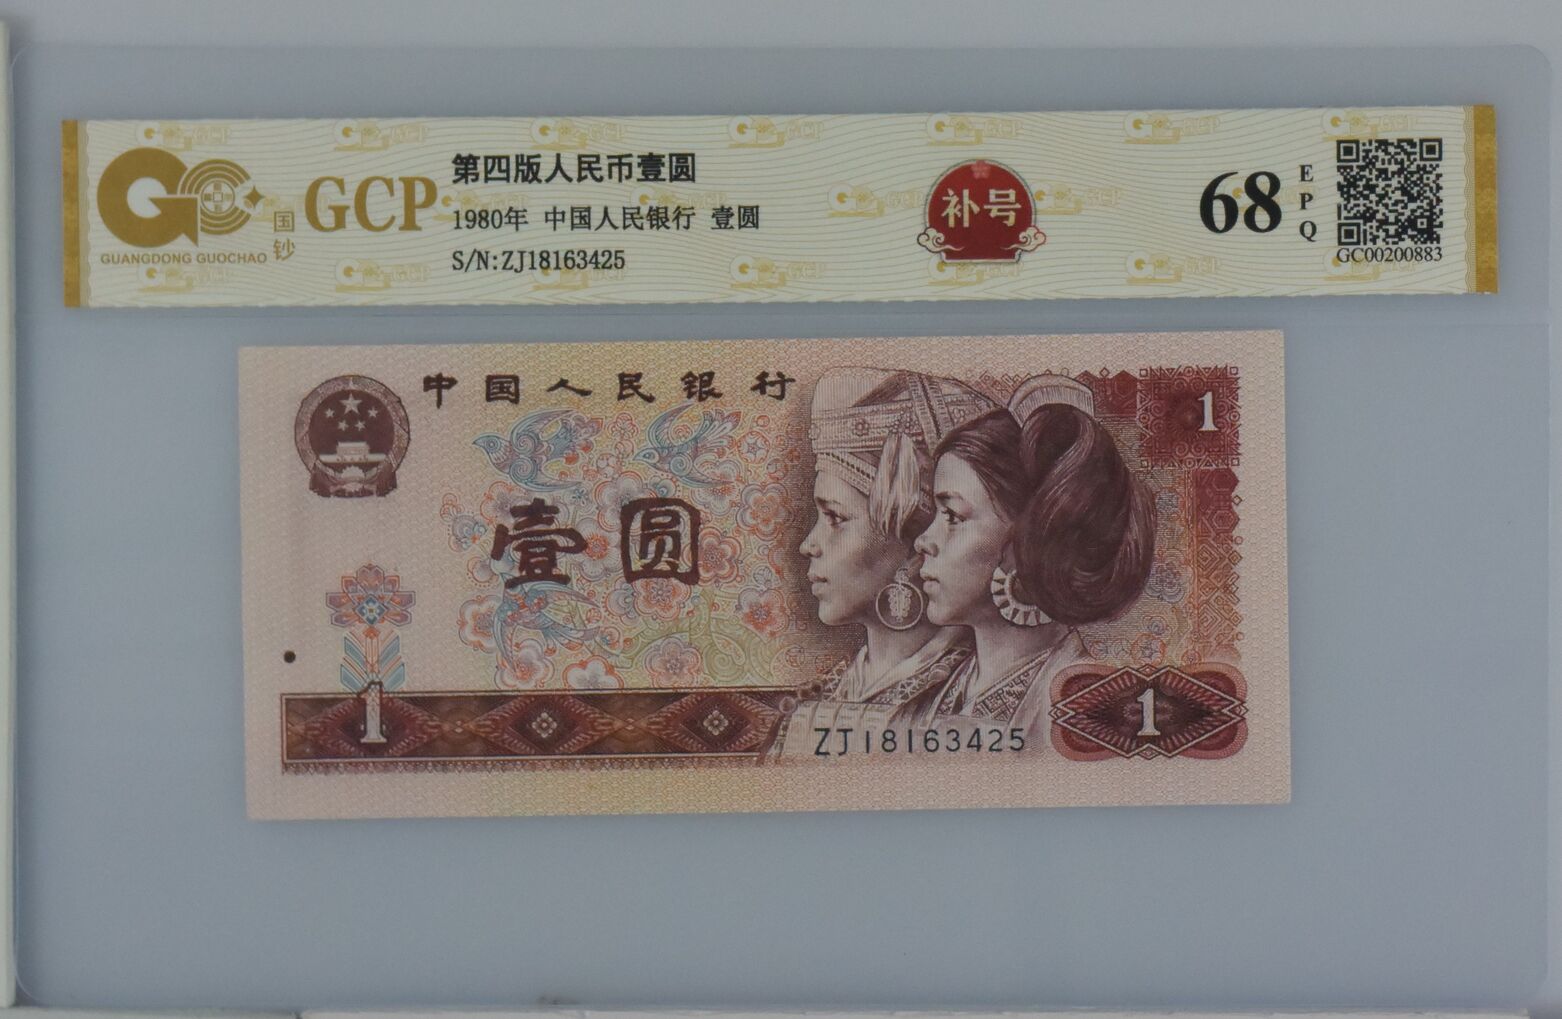 国钞
GUANGDONG GUOCHAO
GCP
第四版人民币壹圆
1980年 中国人民银行 壹圆
S/N:ZJ18163425
补号
68
EPQ
GC00200883
中国人民银行
1
壹圆
1
1
ZJ18163425